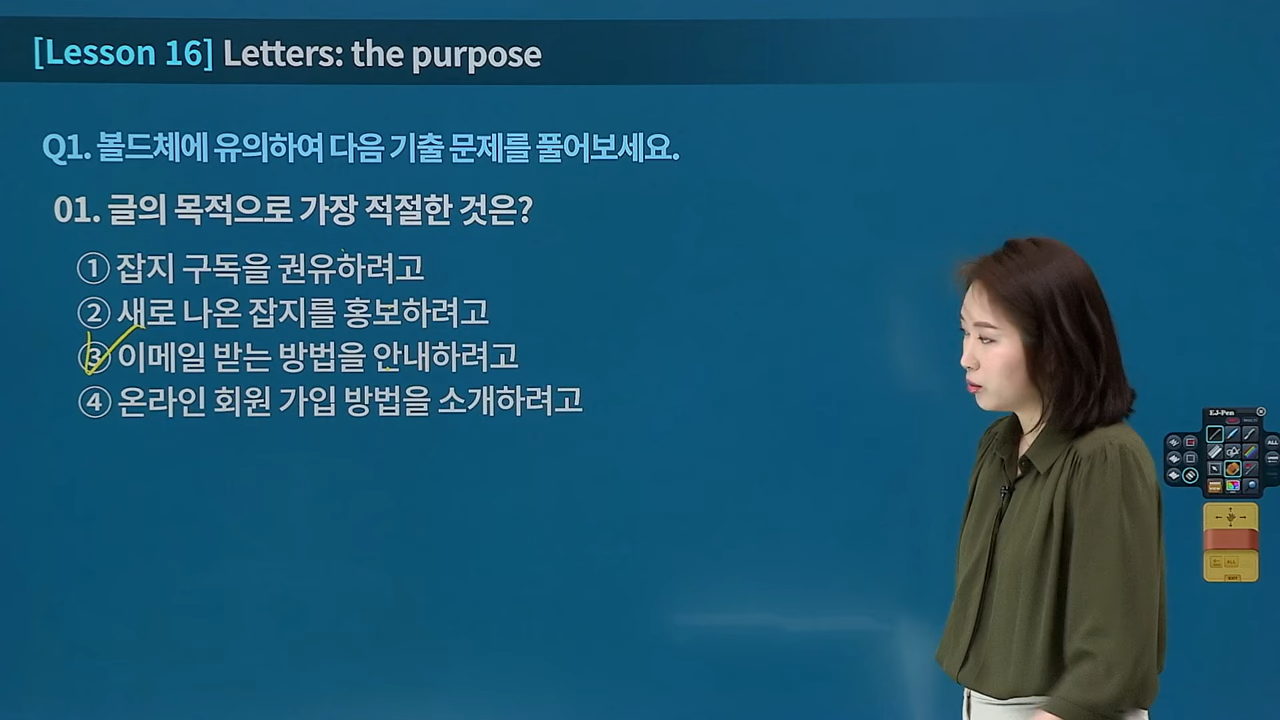 [Lesson 16] Letters: the purpose
Q1. 볼드체에 유의하여 다음 기출 문제를 풀어보세요.
01. 글의 목적으로 가장 적절한 것은?
① 잡지 구독을 권유하려고
② 새로 나온 잡지를 홍보하려고
③ 이메일 받는 방법을 안내하려고
④ 온라인 회원 가입 방법을 소개하려고
EJ-Pen
ALL
ALL